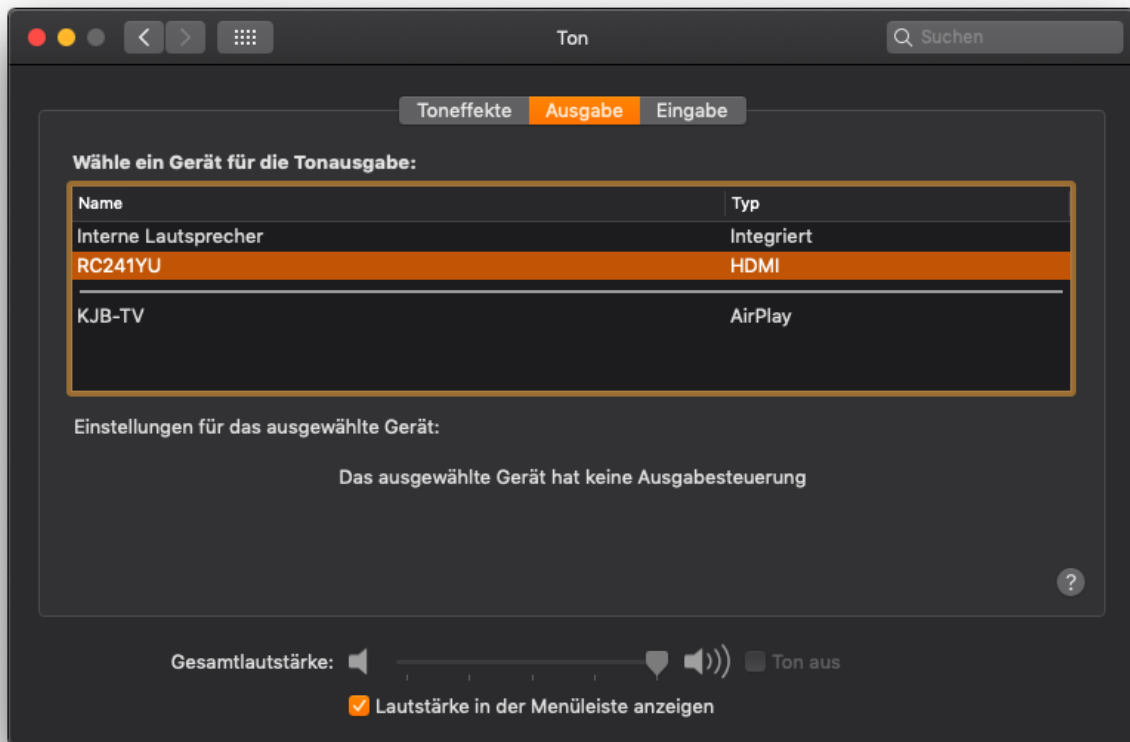 Ton
Suchen
Toneffekte Ausgabe Eingabe
Wähle ein Gerät für die Tonausgabe:
Name Typ
Interne Lautsprecher Integriert
RC241YU HDMI
KJB-TV AirPlay
Einstellungen für das ausgewählte Gerät:
Das ausgewählte Gerät hat keine Ausgabesteuerung
?
Gesamtlautstärke: Ton aus
Lautstärke in der Menüleiste anzeigen